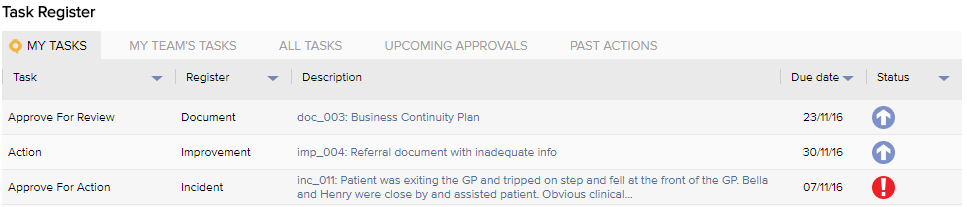 Task Register
MY TASKS MY TEAM'S TASKS ALL TASKS UPCOMING APPROVALS PAST ACTIONS
Task Register Description Due date Status
Approve For Review Document doc_003: Business Continuity Plan 23/11/16
Action Improvement imp_004: Referral document with inadequate info 30/11/16
Approve For Action Incident inc_011: Patient was exiting the GP and tripped on step and fell at the front of the GP. Bella 07/11/16
and Henry were close by and assisted patient. Obvious clinical...